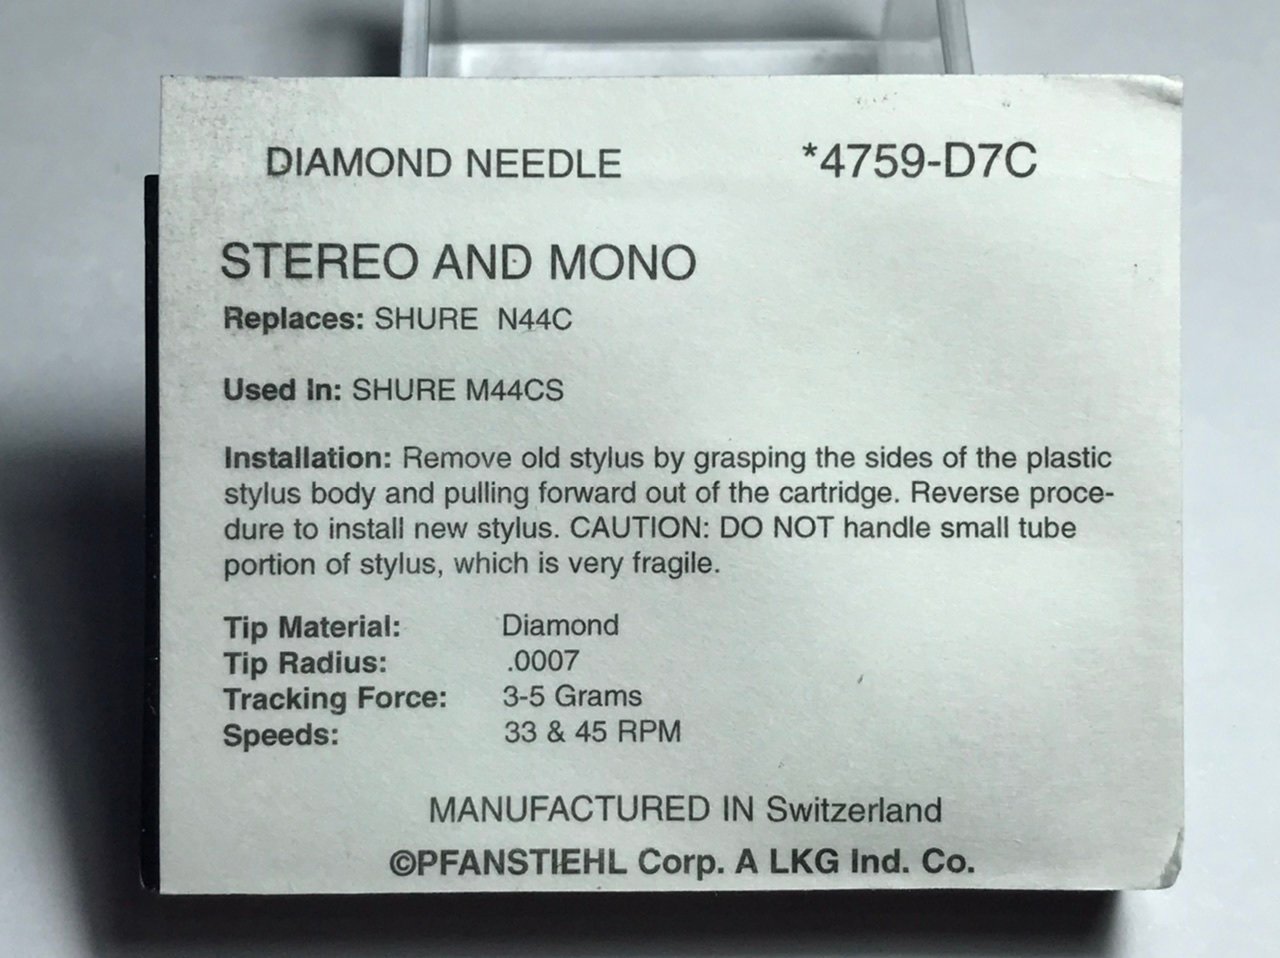 DIAMOND NEEDLE *4759-D7C
STEREO AND MONO
Replaces: SHURE N44C
Used In: SHURE M44CS
Installation: Remove old stylus by grasping the sides of the plastic
stylus body and pulling forward out of the cartridge. Reverse proce-
dure to install new stylus. CAUTION: DO NOT handle small tube
portion of stylus, which is very fragile.
Tip Material: Diamond
Tip Radius: .0007
Tracking Force: 3-5 Grams
Speeds: 33 & 45 RPM
MANUFACTURED IN Switzerland
©PFANSTIEHL Corp. A LKG Ind. Co.